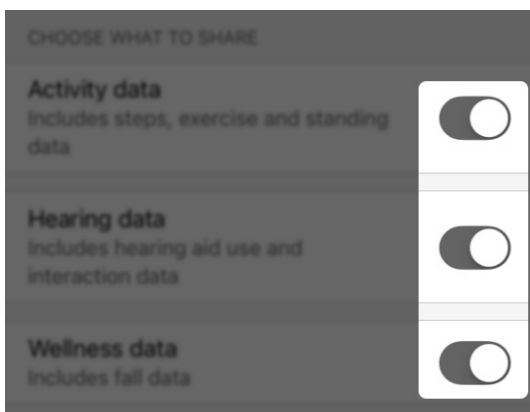 CHOOSE WHAT TO SHARE
Activity data
Includes steps, exercise and standing
data
Hearing data
Includes hearing aid use and
interaction data
Wellness data
Includes fall data